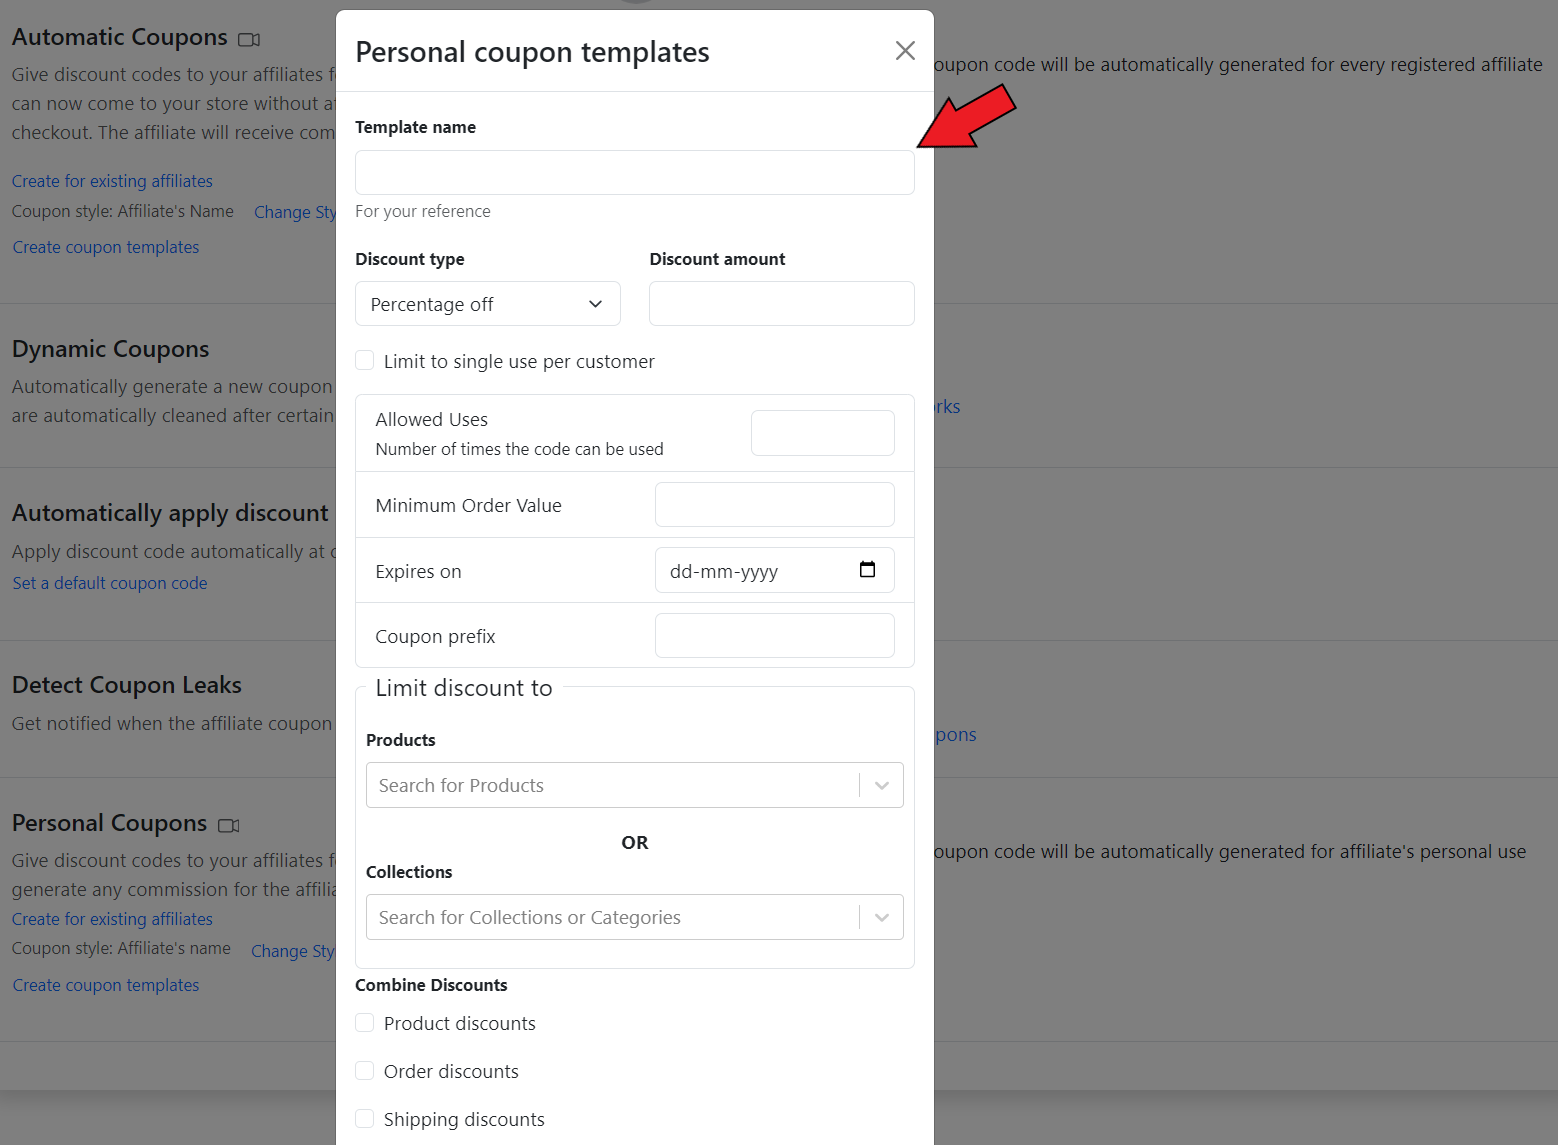 Automatic Coupons
Give discount codes to your affiliates f
can now come to your store without a
checkout. The affiliate will receive com
Create for existing affiliates
Coupon style: Affiliate's Name Change Sty
Create coupon templates
oupon code will be automatically generated for every registered affiliate
Dynamic Coupons
Automatically generate a new coupon
are automatically cleaned after certain
rks
Automatically apply discount
Apply discount code automatically at
Set a default coupon code
Detect Coupon Leaks
Get notified when the affiliate coupon
pons
Personal Coupons
Give discount codes to your affiliates f
generate any commission for the affilia
Create for existing affiliates
Coupon style: Affiliate's name Change Sty
Create coupon templates
oupon code will be automatically generated for affiliate's personal use
Personal coupon templates
Template name
For your reference
Discount type Discount amount
Percentage off
Limit to single use per customer
Allowed Uses
Number of times the code can be used
Minimum Order Value
Expires on dd-mm-yyyy
Coupon prefix
Limit discount to
Products
Search for Products
OR
Collections
Search for Collections or Categories
Combine Discounts
Product discounts
Order discounts
Shipping discounts